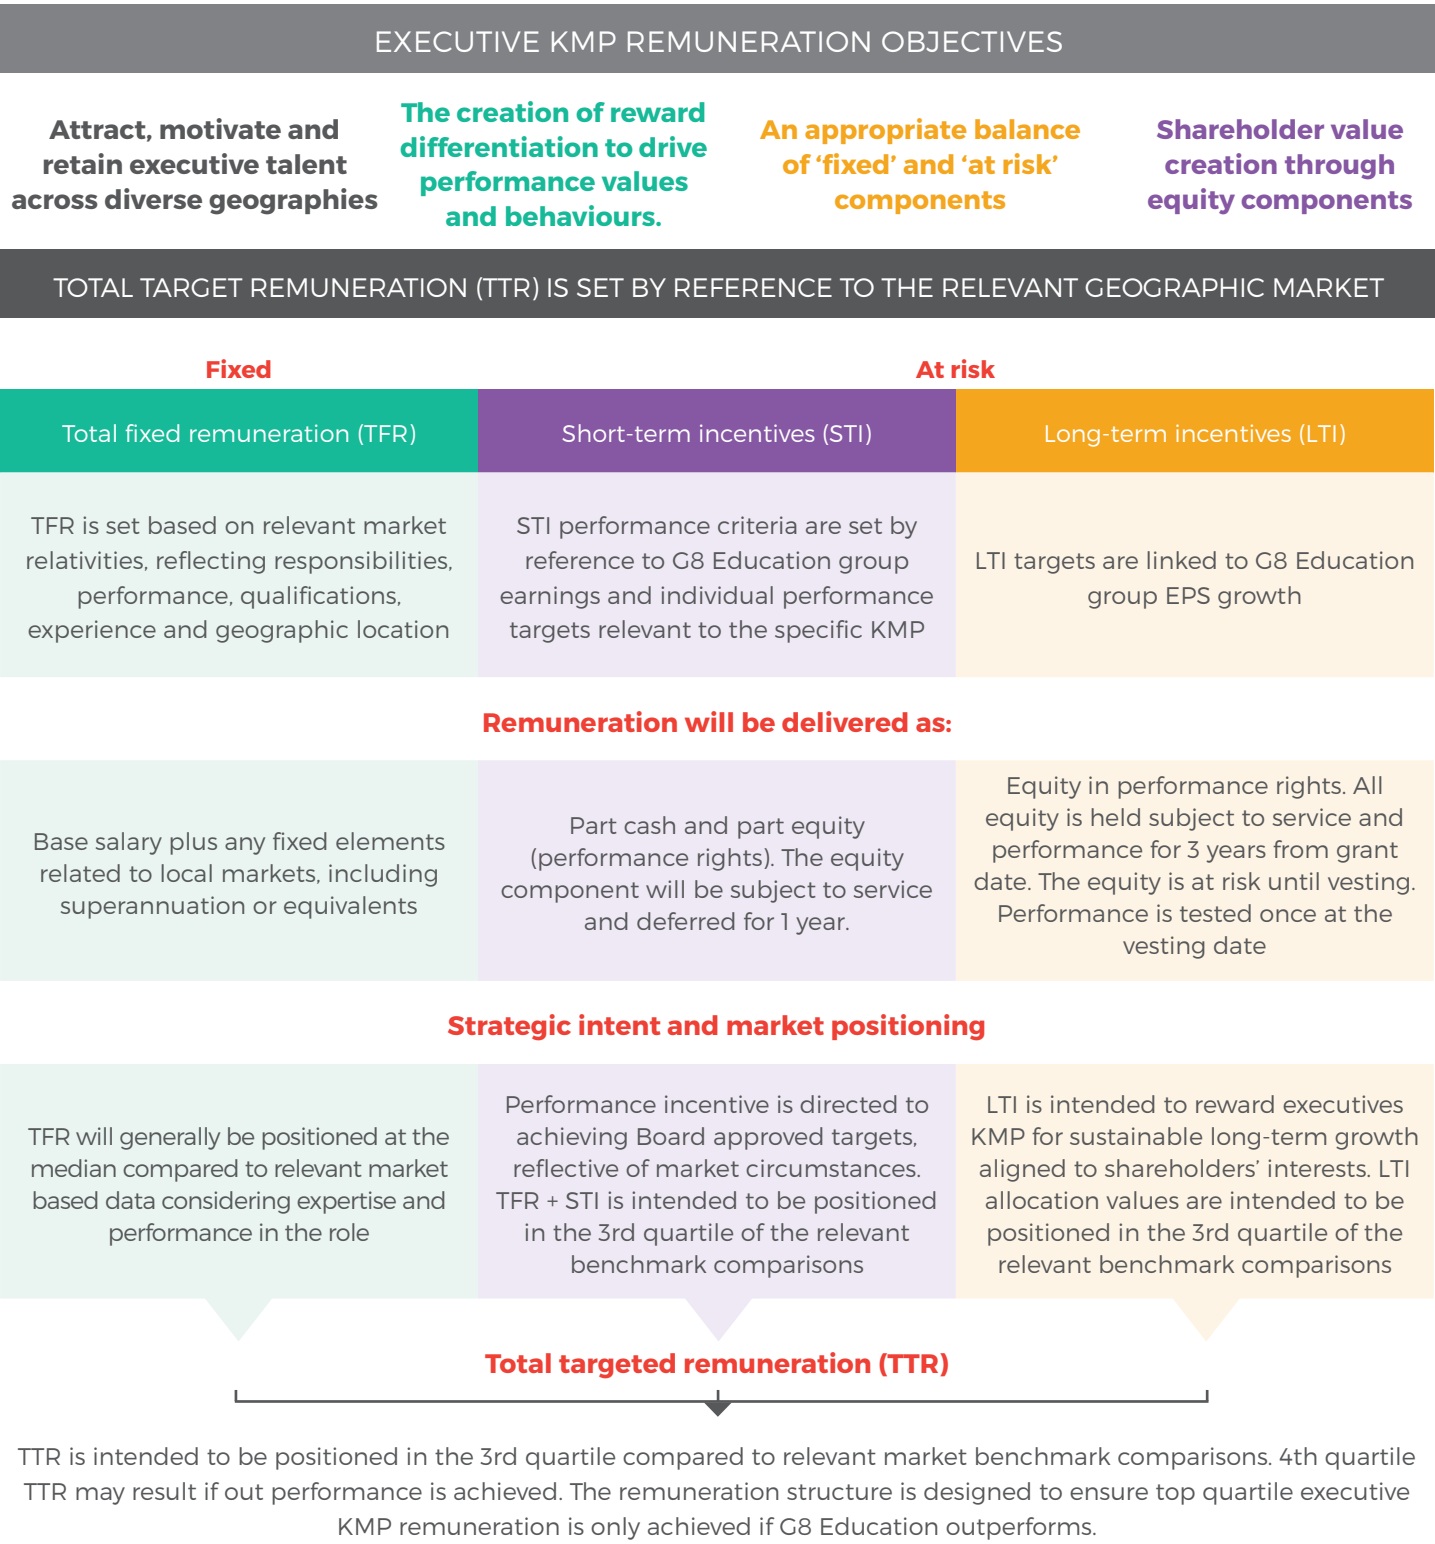 EXECUTIVE KMP REMUNERATION OBJECTIVES
Attract, motivate and
retain executive talent
across diverse geographies
The creation of reward
differentiation to drive
performance values
and behaviours.
An appropriate balance
of ‘fixed’ and ‘at risk’
components
Shareholder value
creation through
equity components
TOTAL TARGET REMUNERATION (TTR) IS SET BY REFERENCE TO THE RELEVANT GEOGRAPHIC MARKET
Fixed
At risk
Total fixed remuneration (TFR)
Short-term incentives (STI)
Long-term incentives (LTI)
TFR is set based on relevant market
relativities, reflecting responsibilities,
performance, qualifications,
experience and geographic location
STI performance criteria are set by
reference to G8 Education group
earnings and individual performance
targets relevant to the specific KMP
LTI targets are linked to G8 Education
group EPS growth
Remuneration will be delivered as:
Base salary plus any fixed elements
related to local markets, including
superannuation or equivalents
Part cash and part equity
(performance rights). The equity
component will be subject to service
and deferred for 1 year.
Equity in performance rights. All
equity is held subject to service and
performance for 3 years from grant
date. The equity is at risk until vesting.
Performance is tested once at the
vesting date
Strategic intent and market positioning
TFR will generally be positioned at the
median compared to relevant market
based data considering expertise and
performance in the role
Performance incentive is directed to
achieving Board approved targets,
reflective of market circumstances.
TFR + STI is intended to be positioned
in the 3rd quartile of the relevant
benchmark comparisons
LTI is intended to reward executives
KMP for sustainable long-term growth
aligned to shareholders’ interests. LTI
allocation values are intended to be
positioned in the 3rd quartile of the
relevant benchmark comparisons
Total targeted remuneration (TTR)
TTR is intended to be positioned in the 3rd quartile compared to relevant market benchmark comparisons. 4th quartile
TTR may result if out performance is achieved. The remuneration structure is designed to ensure top quartile executive
KMP remuneration is only achieved if G8 Education outperforms.